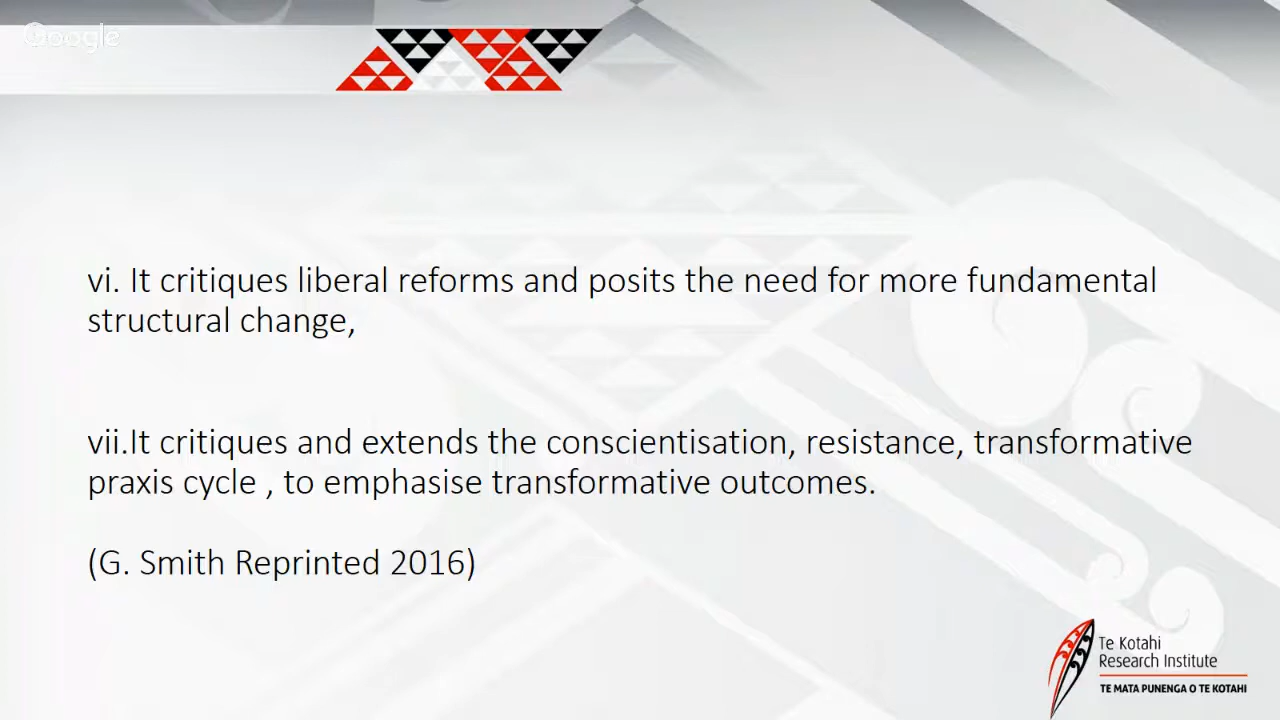 Google
vi. It critiques liberal reforms and posits the need for more fundamental
structural change,
vii.It critiques and extends the conscientisation, resistance, transformative
praxis cycle , to emphasise transformative outcomes.
(G. Smith Reprinted 2016)
Te Kotahi
Research Institute
TE MATA PUNENGA O TE KOTAHI